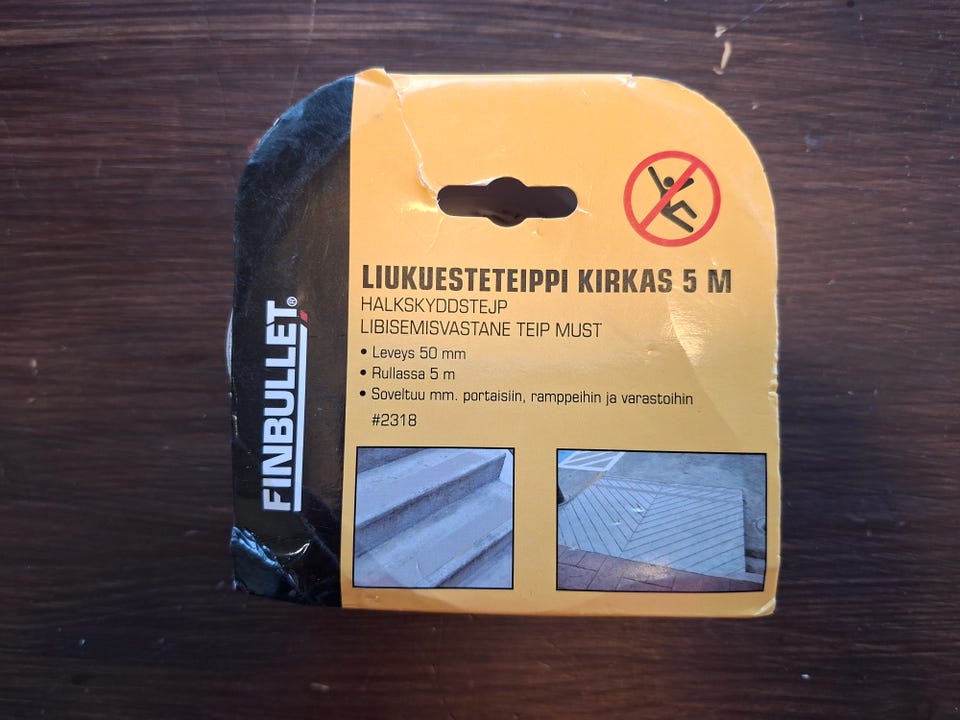 FINBULLET®
LIUKUESTETEIPPI KIRKAS 5 M
HALKSKYDDSTEJP
LIBISEMISVASTANE TEIP MUST
• Leveys 50 mm
• Rullassa 5 m
• Soveltuu mm. portaisiin, ramppeihin ja varastoihin
#2318